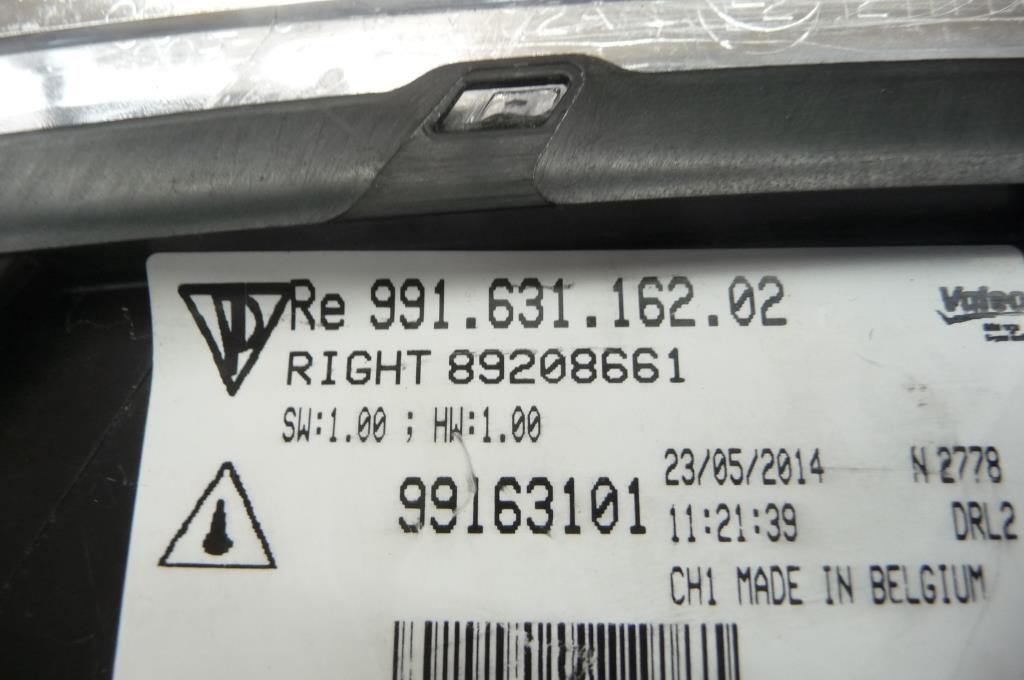 Re 991.631.162.02
Valeo
RIGHT 89208661
SW:1.00 ; HW:1.00
23/05/2014 N 2778
99163101
11:21:39 DRL2
CH1 MADE IN BELGIUM